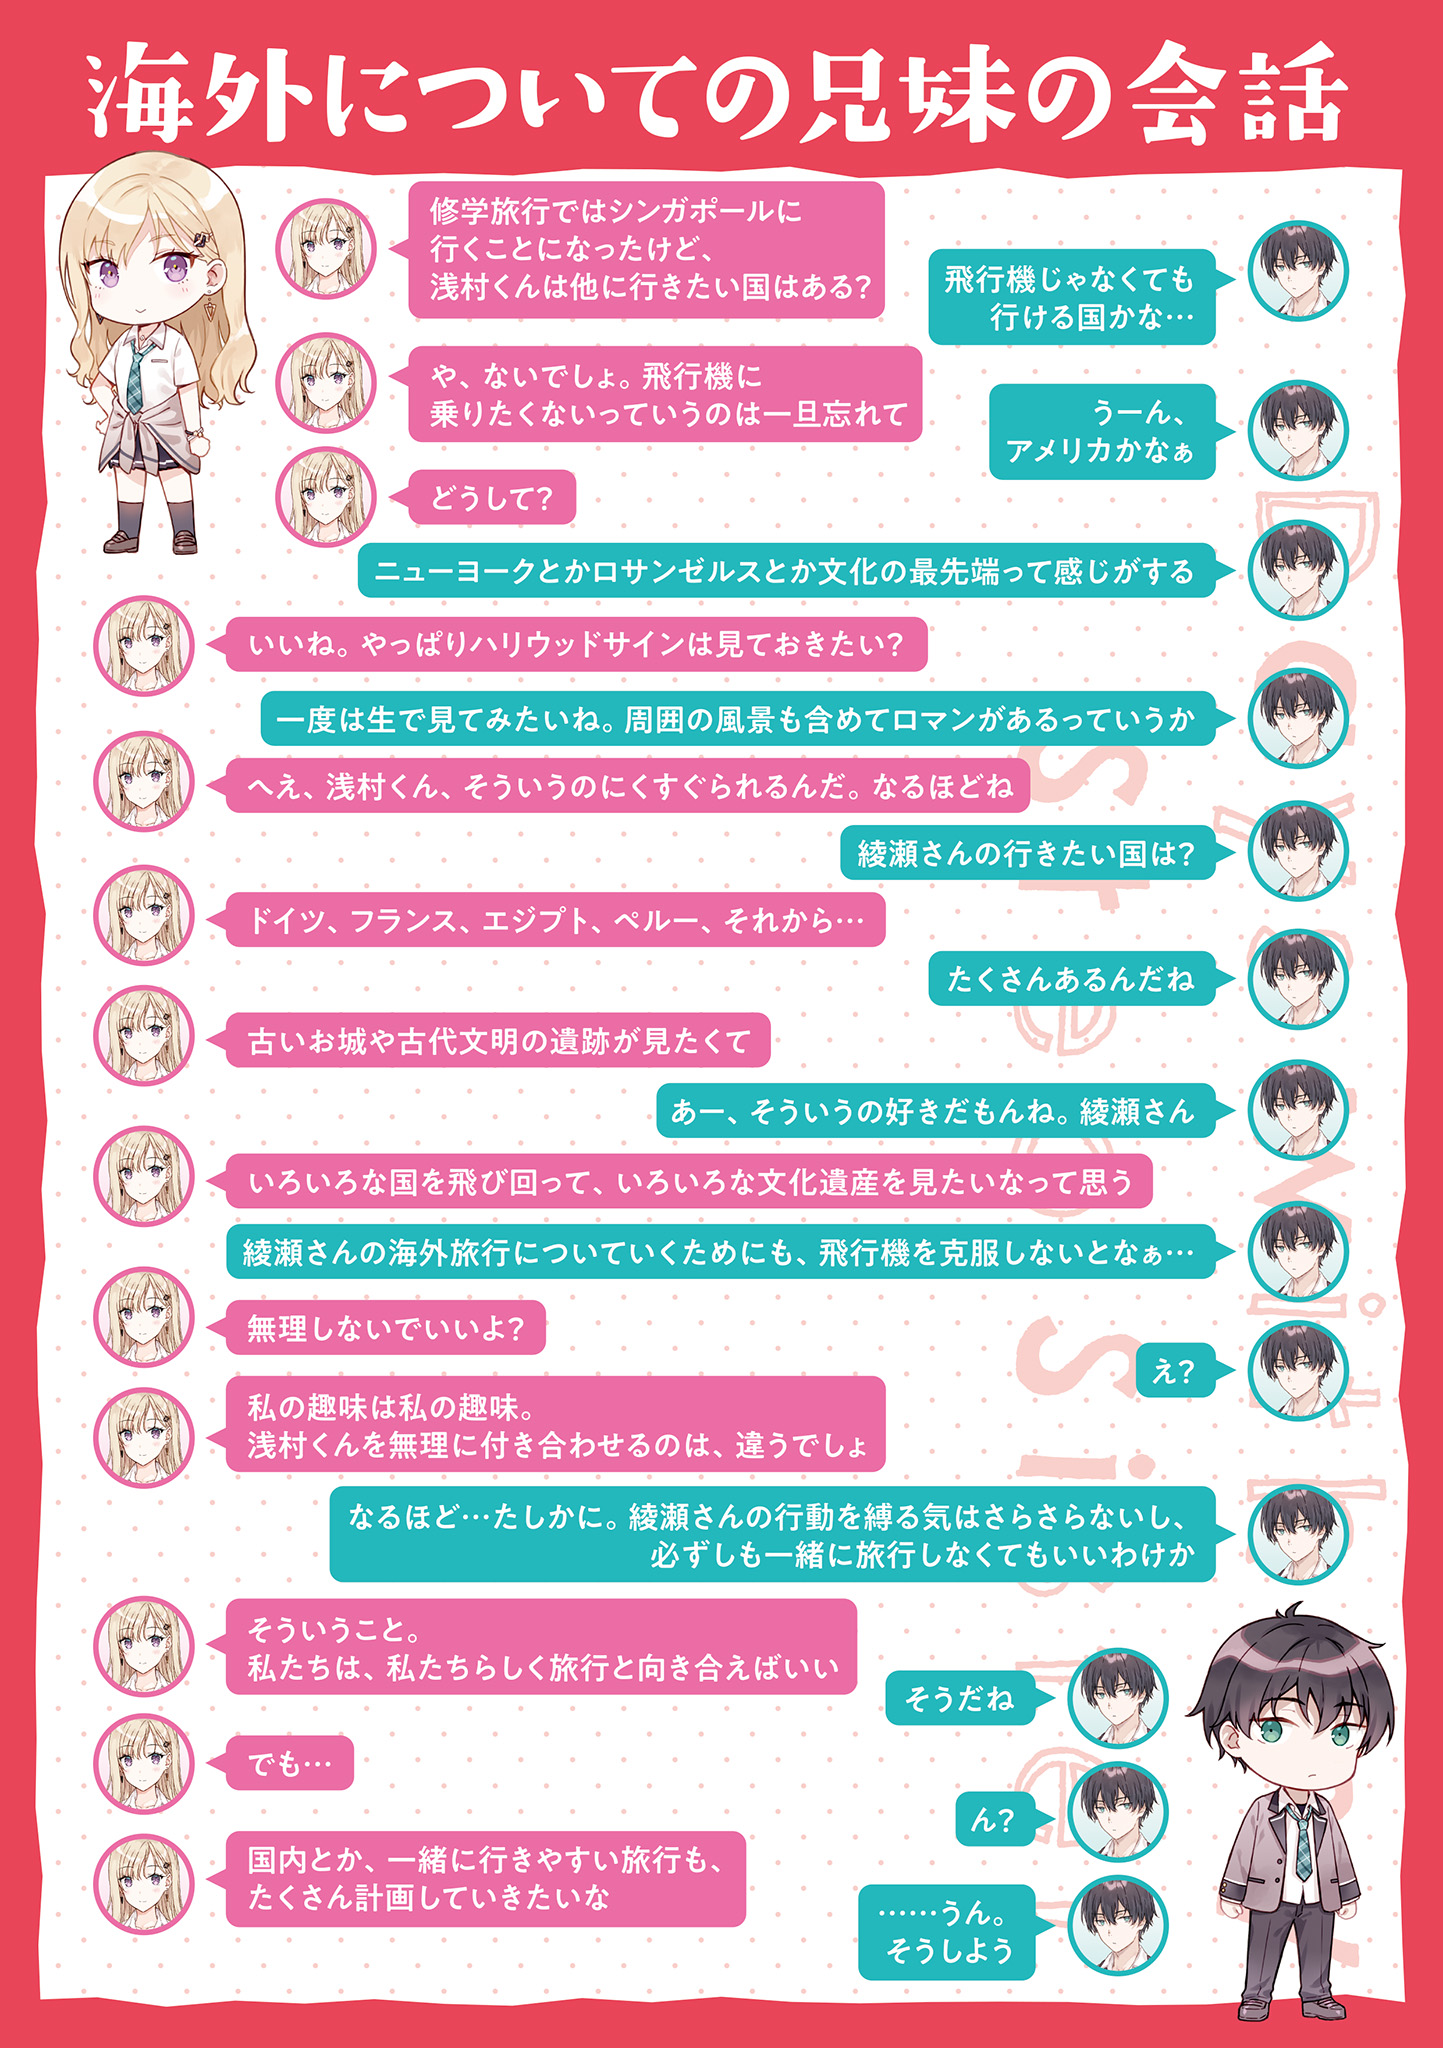 海外についての兄妹の会話
修学旅行ではシンガポールに
行くことになったけど、
浅村くんは他に行きたい国はある?
飛行機じゃなくても
行ける国かな…
や、ないでしょ。飛行機に
乗りたくないっていうのは一旦忘れて
うーん、
アメリカかなぁ
どうして?
ニューヨークとかロサンゼルスとか文化の最先端って感じがする
いいね。やっぱりハリウッドサインは見ておきたい?
一度は生で見てみたいね。周囲の風景も含めてロマンがあるっていうか
へえ、浅村くん、そういうのにくすぐられるんだ。なるほどね
綾瀬さんの行きたい国は?
ドイツ、フランス、エジプト、ペルー、それから…
たくさんあるんだね
古いお城や古代文明の遺跡が見たくて
あー、そういうの好きだもんね。綾瀬さん
いろいろな国を飛び回って、いろいろな文化遺産を見たいなって思う
綾瀬さんの海外旅行についていくためにも、飛行機を克服しないとなぁ…
無理しないでいいよ?
え?
私の趣味は私の趣味。
浅村くんを無理に付き合わせるのは、違うでしょ
なるほど…たしかに。綾瀬さんの行動を縛る気はさらさらないし、
必ずしも一緒に旅行しなくてもいいわけか
そういうこと。
私たちは、私たちらしく旅行と向き合えばいい
そうだね
でも…
ん?
国内とか、一緒に行きやすい旅行も、
たくさん計画していきたいな
……うん。
そうしよう